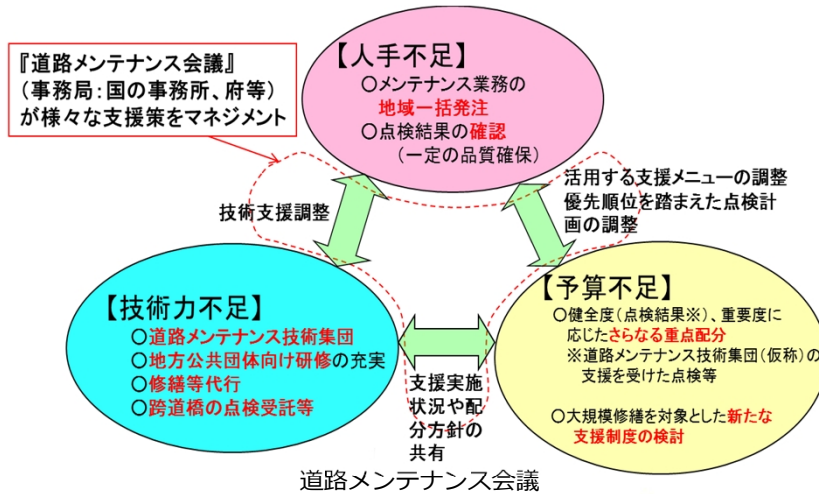 『道路メンテナンス会議』
（事務局：国の事務所、府等）
が様々な支援策をマネジメント
【人手不足】
○メンテナンス業務の
地域一括発注
○点検結果の確認
（一定の品質確保）
技術支援調整
活用する支援メニューの調整
優先順位を踏まえた点検計
画の調整
【技術力不足】
○道路メンテナンス技術集団
○地方公共団体向け研修の充実
○修繕等代行
○跨道橋の点検受託等
【予算不足】
○健全度（点検結果※）、重要度に
応じたさらなる重点配分
※道路メンテナンス技術集団（仮称）の
支援を受けた点検等
○大規模修繕を対象とした新たな
支援制度の検討
支援実施
状況や配
分方針の
共有
道路メンテナンス会議